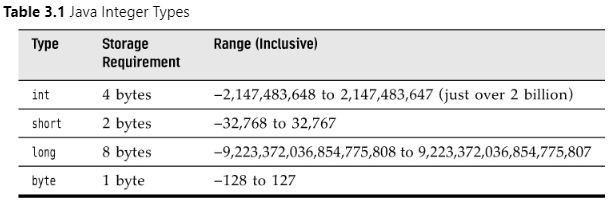 Table 3.1 Java Integer Types
Type Storage Requirement Range (Inclusive)
int 4 bytes –2,147,483,648 to 2,147,483,647 (just over 2 billion)
short 2 bytes –32,768 to 32,767
long 8 bytes –9,223,372,036,854,775,808 to 9,223,372,036,854,775,807
byte 1 byte –128 to 127